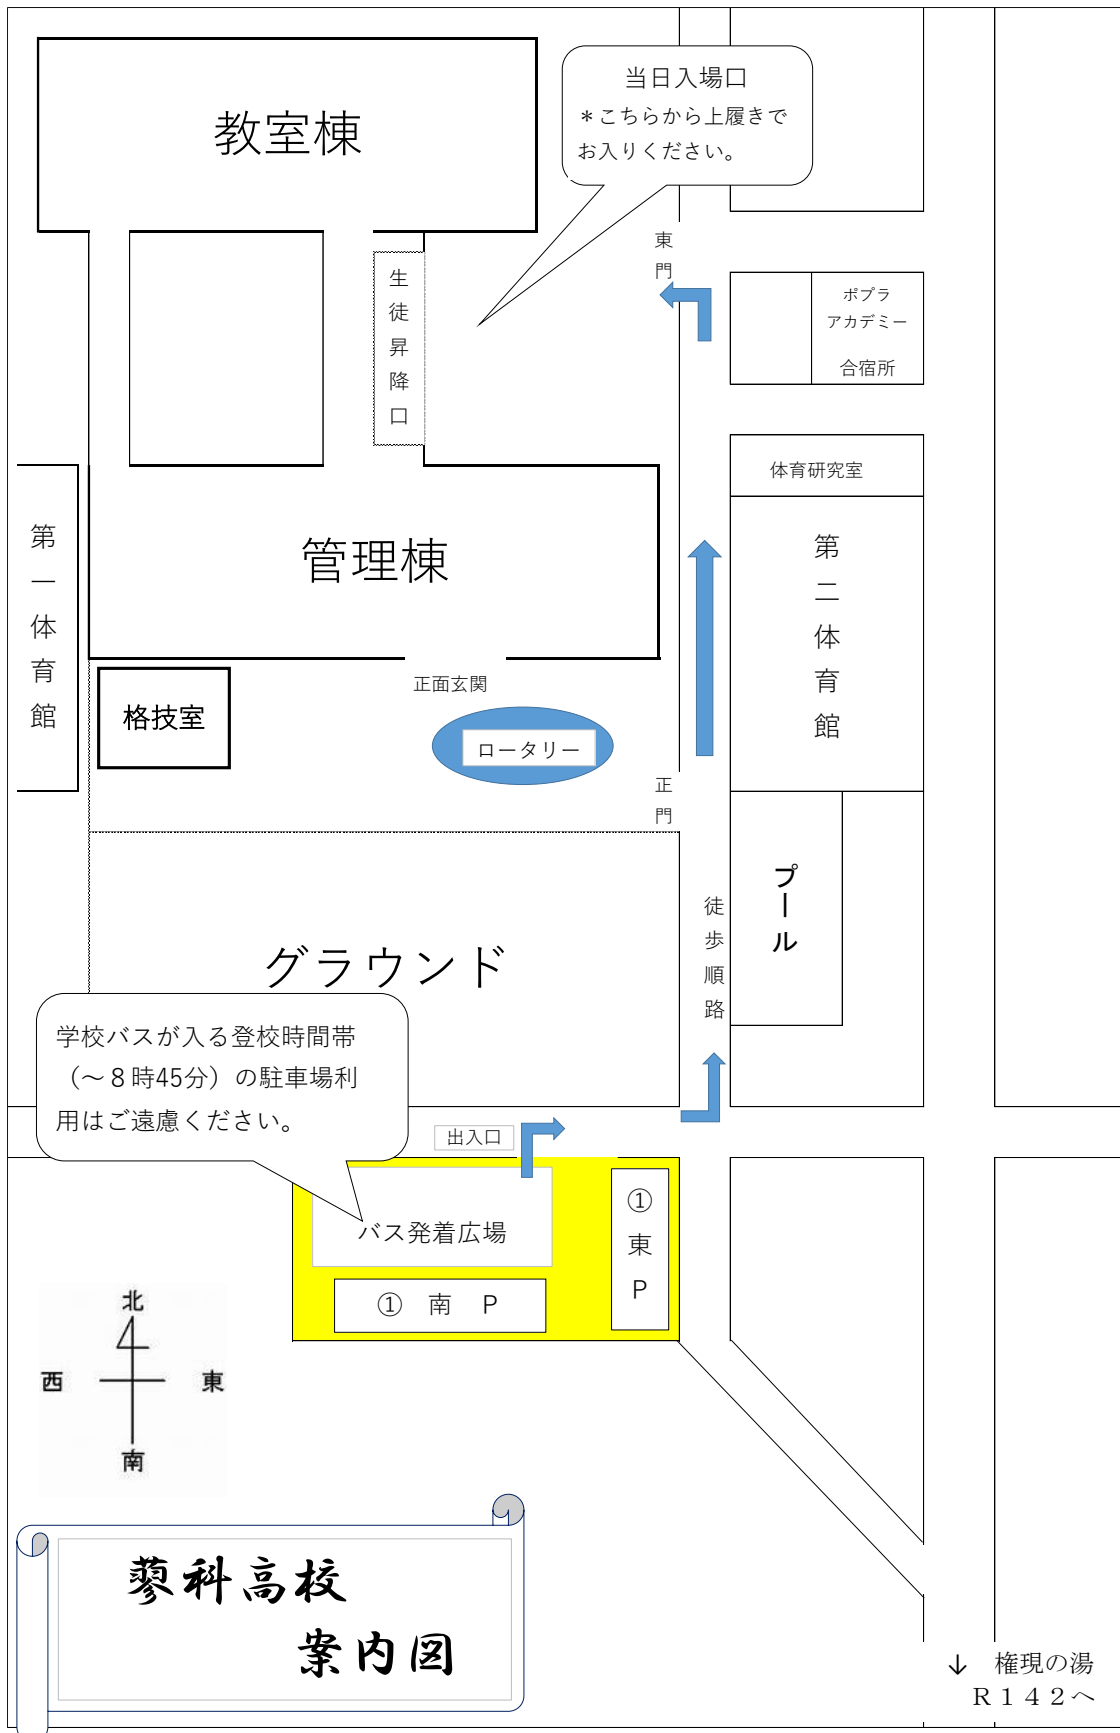 当日入場口
＊こちらから上履きで
お入りください。
教室棟
東門
生徒昇降口
ポプラ
アカデミー
合宿所
体育研究室
第一体育館
管理棟
第二体育館
正面玄関
格技室
ロータリー
正門
プール
徒歩順路
グラウンド
学校バスが入る登校時間帯
（～８時45分）の駐車場利
用はご遠慮ください。
出入口
バス発着広場
①東P
① 南 P
北
西
東
南
蓼科高校
案内図
↓ 権現の湯
Ｒ１４２へ